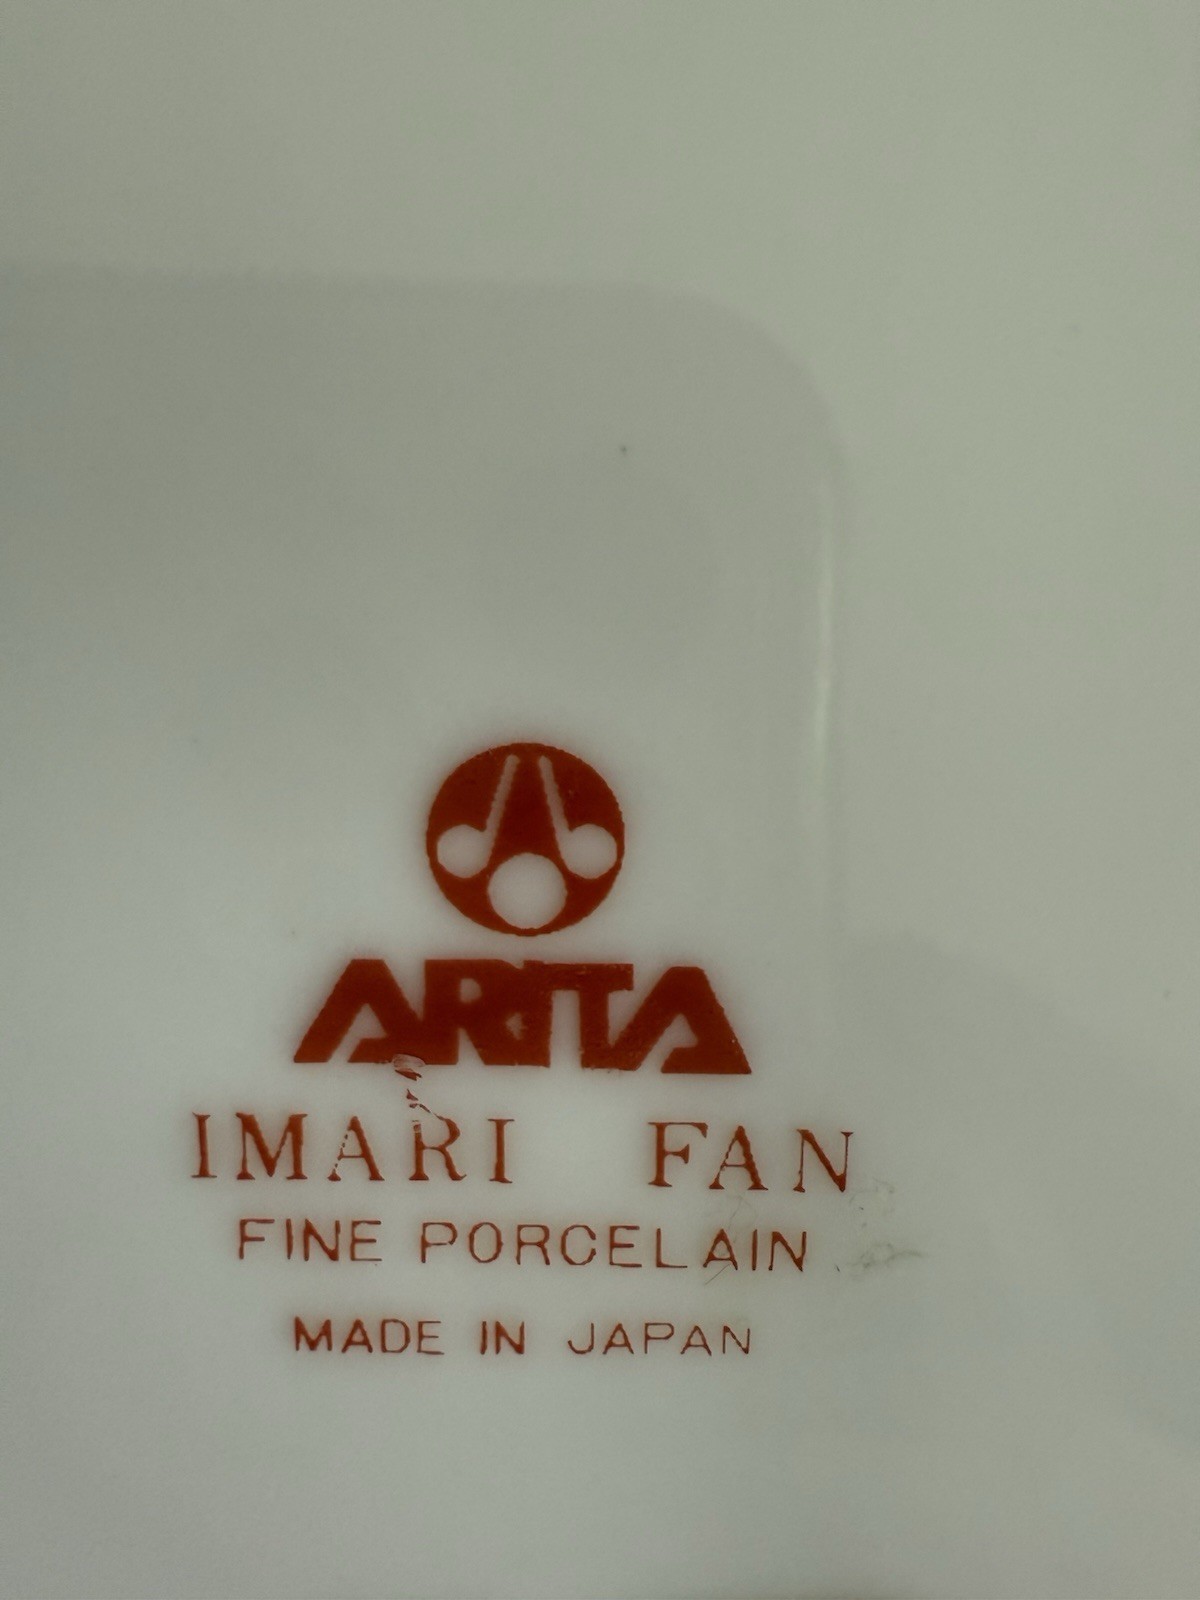 ARITA
IMARI FAN
FINE PORCELAIN
MADE IN JAPAN